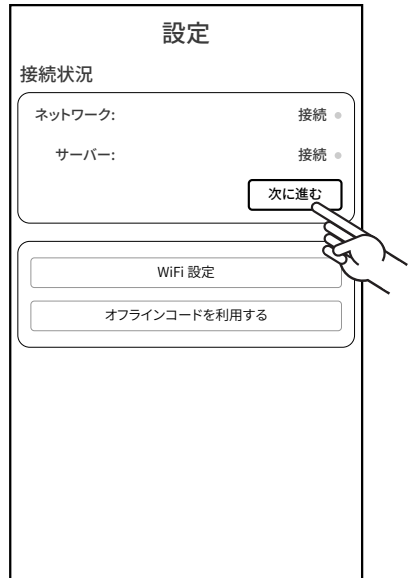 設定
接続状況
ネットワーク: 接続
サーバー: 接続
次に進む
WiFi 設定
オフラインコードを利用する